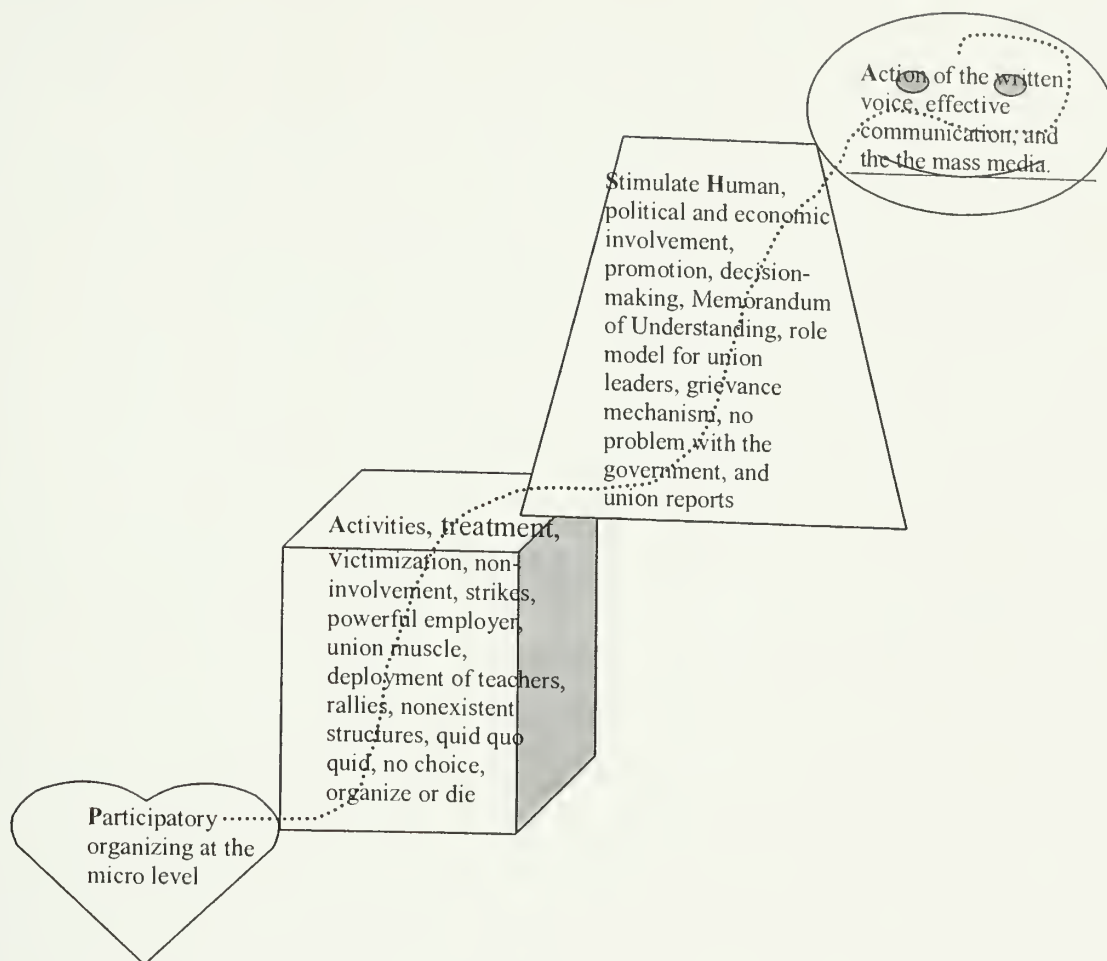 Action of the written
voice, effective
communication, and
the the mass media.
Stimulate Human,
political and economic
involvement,
promotion, decision-
making, Memorandum
of Understanding, role
model for union
leaders, grievance
mechanism, no
problem with the
government, and
union reports
Activities, treatment,
Victimization, non-
involvement, strikes,
powerful employer,
union muscle,
deployment of teachers,
rallies, nonexistent
structures, quid quo
quid, no choice,
organize or die
Participatory
organizing at the
micro level